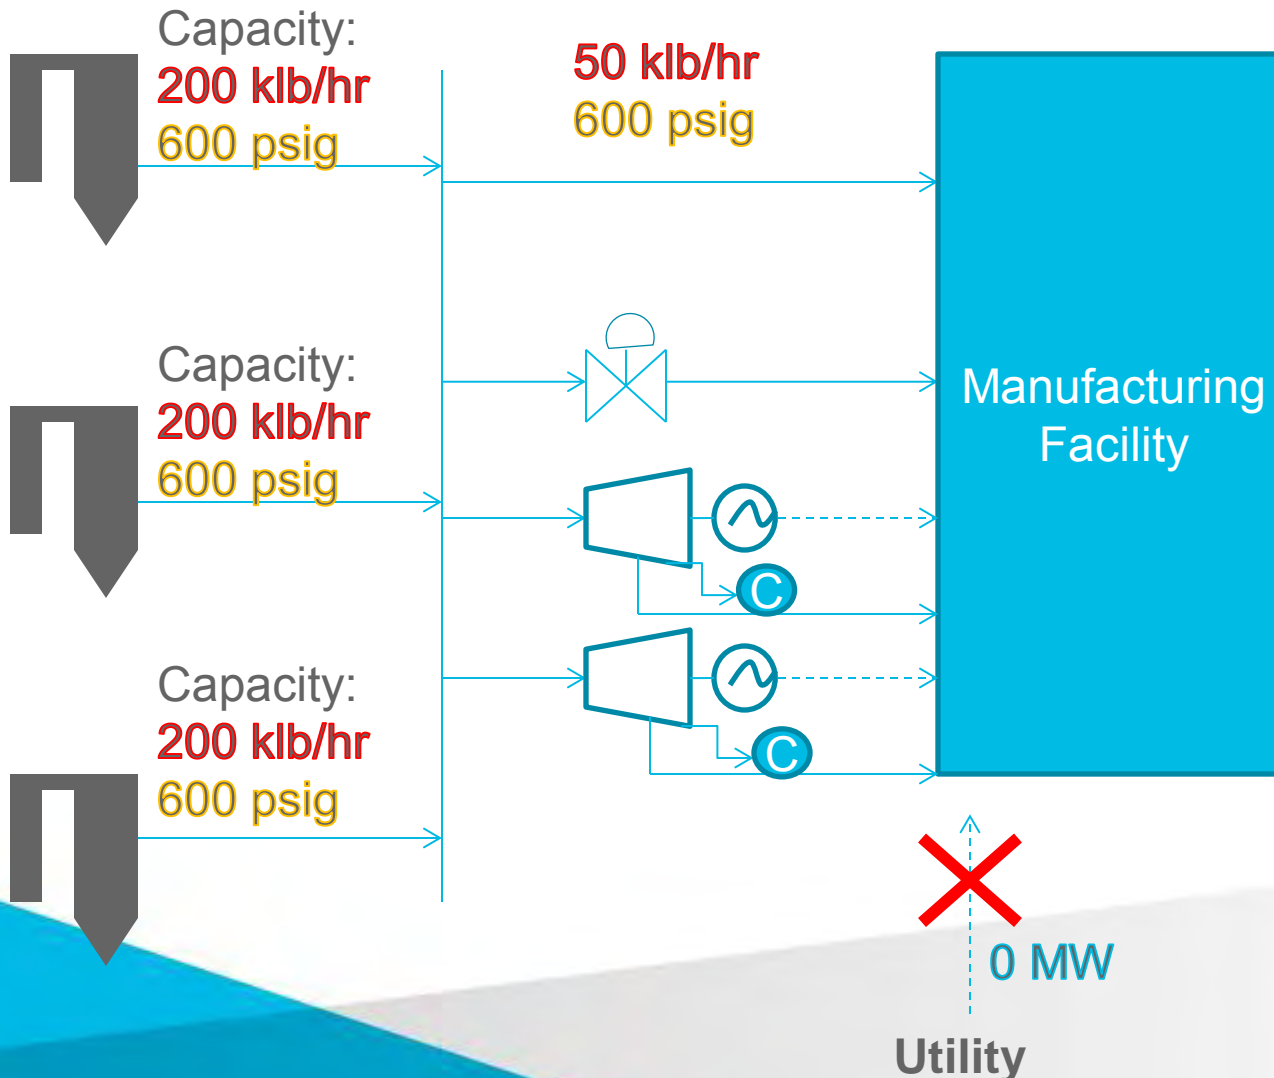 Capacity:
200 klb/hr
600 psig
50 klb/hr
600 psig
Capacity:
200 klb/hr
600 psig
Manufacturing
Facility
C
C
Capacity:
200 klb/hr
600 psig
0 MW
Utility